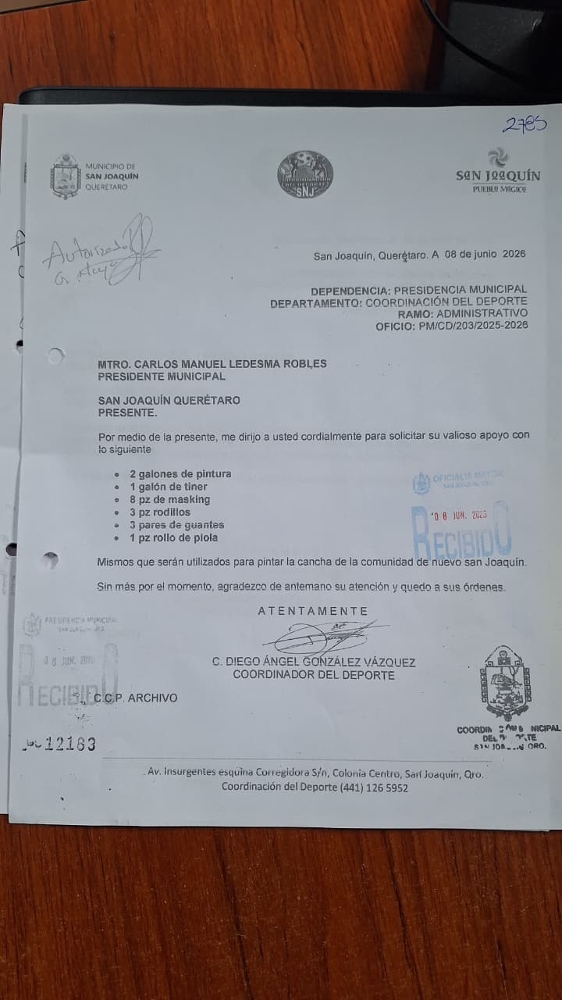 2785
MUNICIPIO DE
SAN JOAQUÍN
QUERÉTARO
SNJ
SAN JOAQUÍN
PUEBLO MÁGICO
Autorizado
San Joaquín, Querétaro. A 08 de junio 2026
DEPENDENCIA: PRESIDENCIA MUNICIPAL
DEPARTAMENTO: COORDINACIÓN DEL DEPORTE
RAMO: ADMINISTRATIVO
OFICIO: PM/CD/203/2025-2026
MTRO. CARLOS MANUEL LEDESMA ROBLES
PRESIDENTE MUNICIPAL
SAN JOAQUÍN QUERÉTARO
PRESENTE.
Por medio de la presente, me dirijo a usted cordialmente para solicitar su valioso apoyo con
lo siguiente
• 2 galones de pintura
• 1 galón de tiner
• 8 pz de masking
• 3 pz rodillos
• 3 pares de guantes
• 1 pz rollo de piola
OFICIALIA MAYOR
08 JUN. 2026
RECIBIDO
Mismos que serán utilizados para pintar la cancha de la comunidad de nuevo san Joaquín.
Sin más por el momento, agradezco de antemano su atención y quedo a sus órdenes.
ATENTAMENTE
C. DIEGO ÁNGEL GONZÁLEZ VÁZQUEZ
COORDINADOR DEL DEPORTE
PRESIDENCIA MUNICIPAL
08 JUN. 2026
RECIBIDO
C.C.P. ARCHIVO
12183
Av. Insurgentes esquina Corregidora S/n, Colonia Centro, San Joaquín, Qro.
Coordinación del Deporte (441) 126 5952